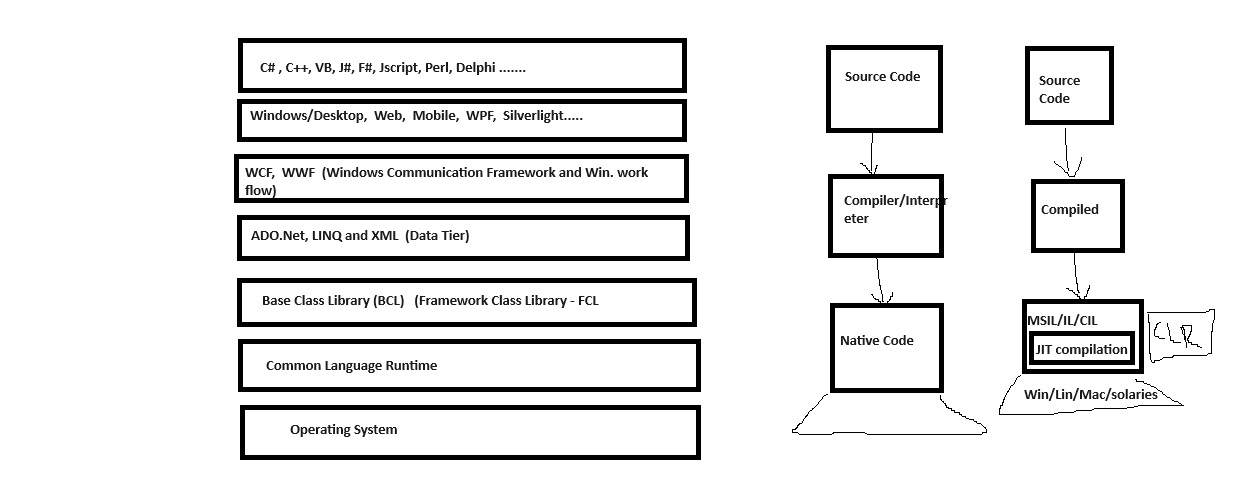 C# , C++, VB, J#, F#, Jscript, Perl, Delphi .......
Windows/Desktop,  Web,  Mobile,  WPF,  Silverlight.....
WCF,  WWF  (Windows Communication Framework and Win. work
flow)
ADO.Net, LINQ and XML  (Data Tier)
Base Class Library (BCL)   (Framework Class Library - FCL
Common Language Runtime
Operating System
Source Code
Compiler/Interpr
eter
Native Code
Source
Code
Compiled
MSIL/IL/CIL
JIT compilation
CLR
Win/Lin/Mac/solaries